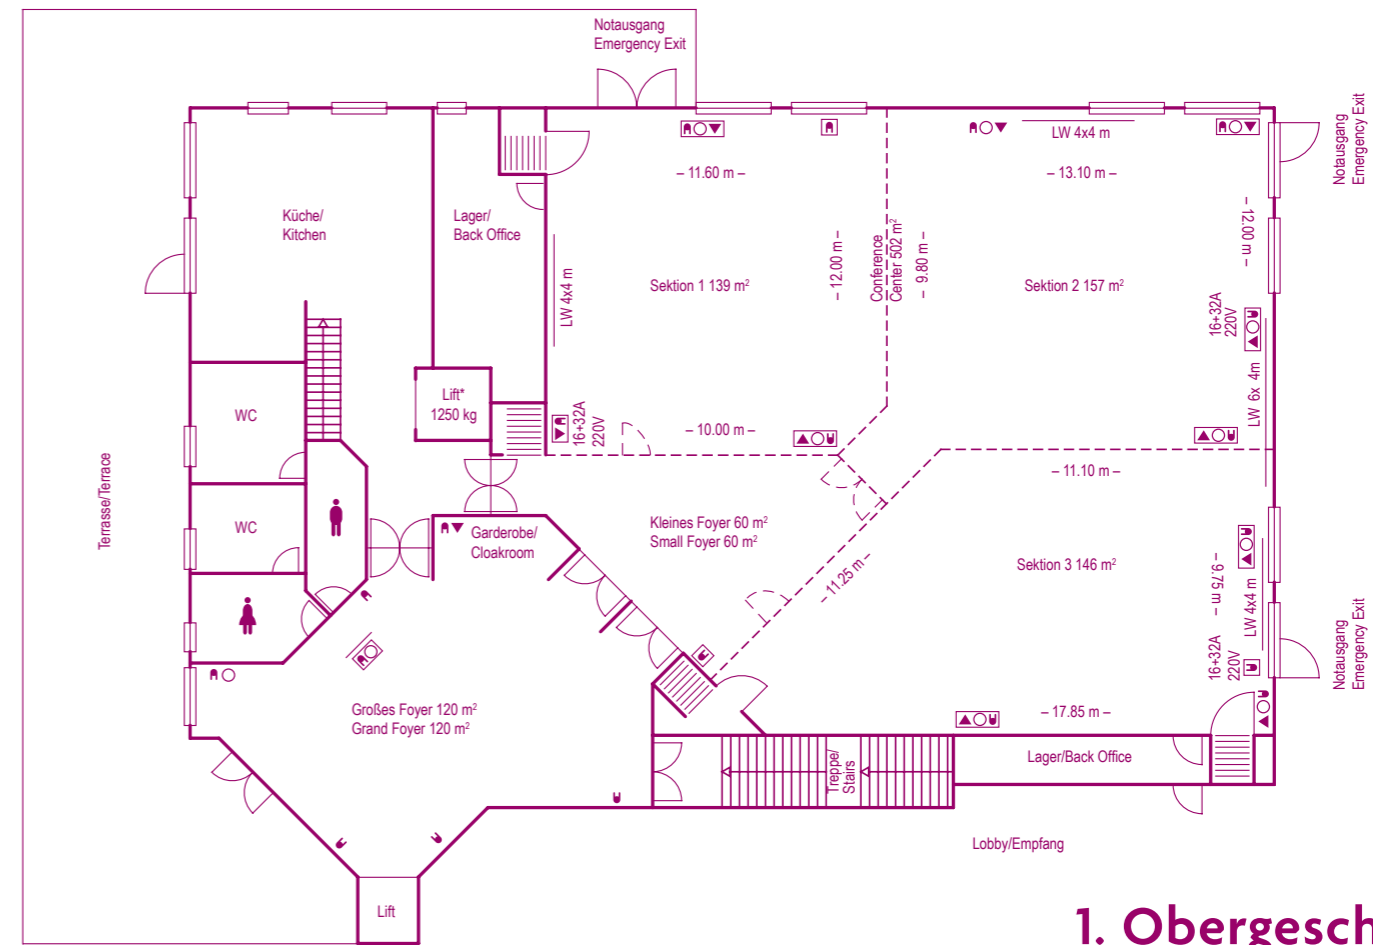 Notausgang
Emergency Exit
Notausgang
Emergency Exit
LW 4x4 m
– 11.60 m –
– 13.10 m –
Küche/
Kitchen
Lager/
Back Office
– 12.00 m –
Conference
Center 502 m²
– 9.80 m –
– 12.00 m –
LW 4x4 m
Sektion 1 139 m²
Sektion 2 157 m²
16+32A
220V
LW 6x 4m
Lift*
1250 kg
WC
16+32A
220V
– 10.00 m –
– 11.10 m –
Terrasse/Terrace
WC
Garderobe/
Cloakroom
Kleines Foyer 60 m²
Small Foyer 60 m²
– 11.25 m –
Sektion 3 146 m²
– 9.75 m –
LW 4x4 m
16+32A
220V
Notausgang
Emergency Exit
Großes Foyer 120 m²
Grand Foyer 120 m²
– 17.85 m –
Treppe/
Stairs
Lager/Back Office
Lobby/Empfang
Lift
1. Obergesch